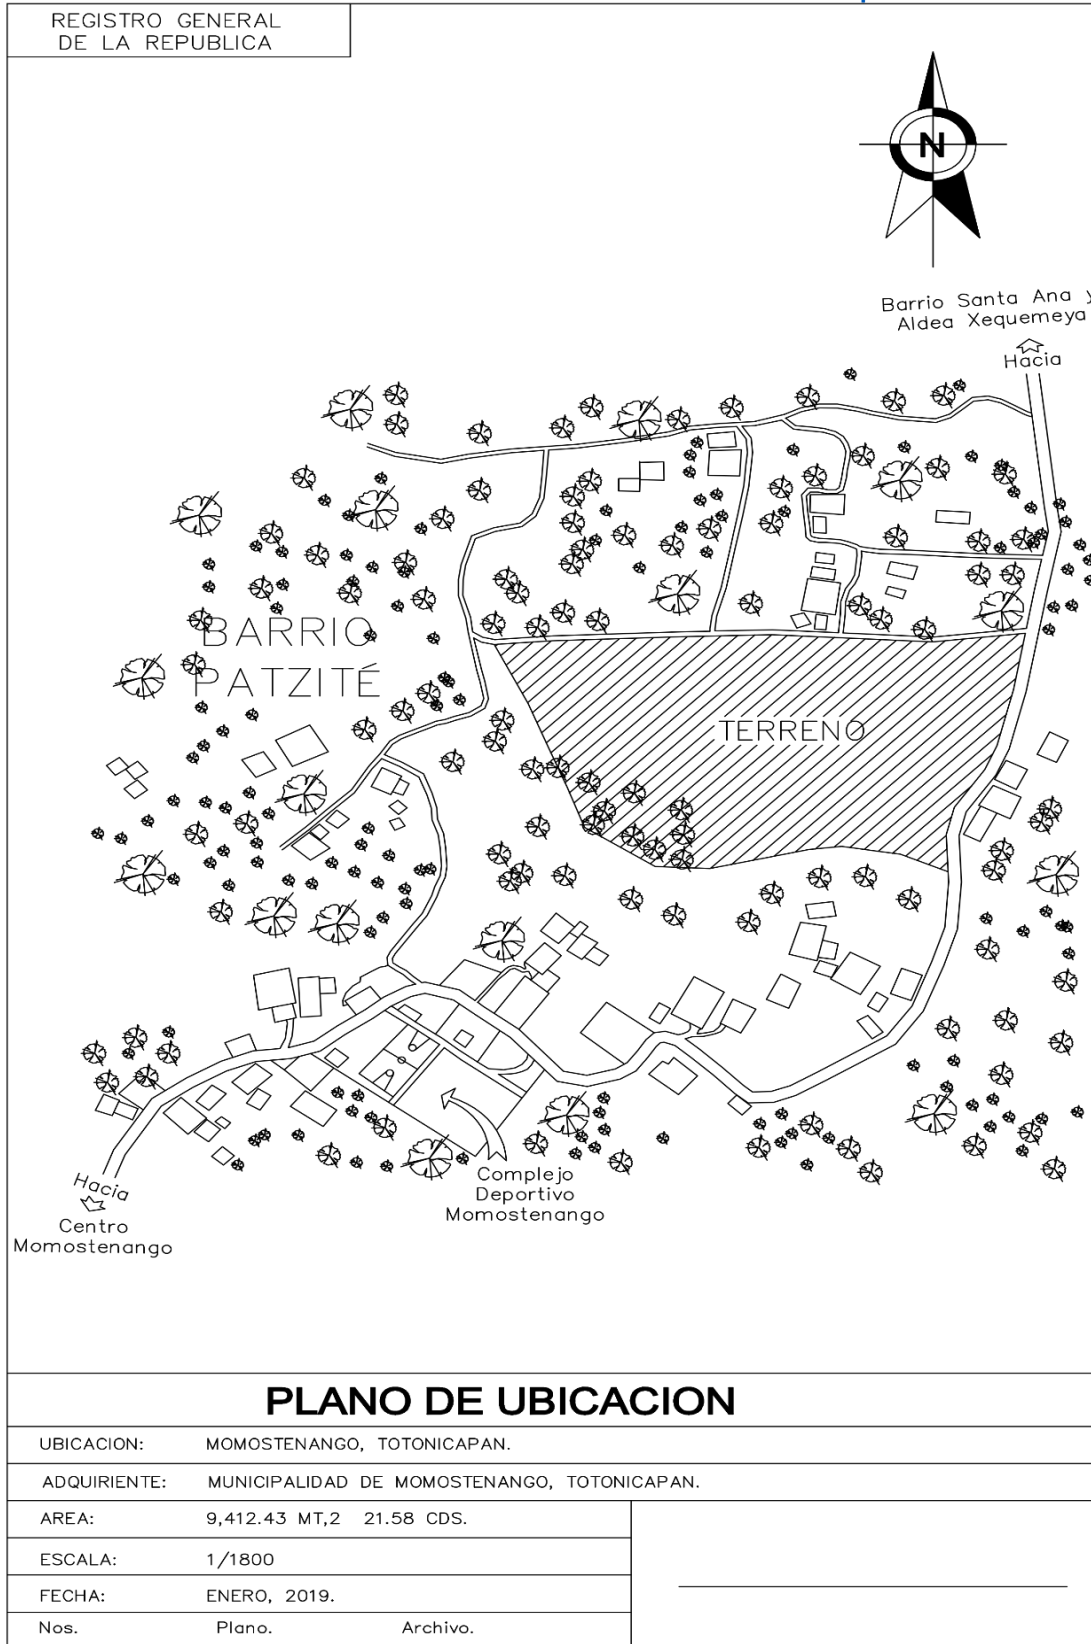 REGISTRO GENERAL
DE LA REPUBLICA
N
Barrio Santa Ana y
Aldea Xequemeya
Hacia
BARRIO
PATZITÉ
TERRENO
Hacia
Centro
Momostenango
Complejo
Deportivo
Momostenango
PLANO DE UBICACION
UBICACION: MOMOSTENANGO, TOTONICAPAN.
ADQUIRIENTE: MUNICIPALIDAD DE MOMOSTENANGO, TOTONICAPAN.
AREA: 9,412.43 MT,2 21.58 CDS.
ESCALA: 1/1800
FECHA: ENERO, 2019.
Nos. Plano. Archivo.